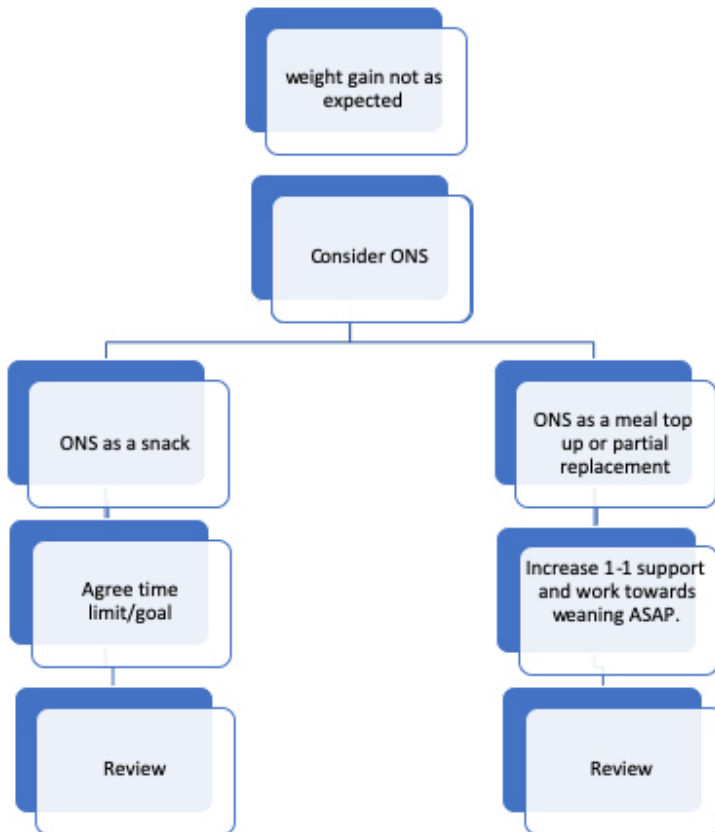 weight gain not as
expected
Consider ONS
ONS as a snack
Agree time
limit/goal
Review
ONS as a meal top
up or partial
replacement
Increase 1-1 support
and work towards
weaning ASAP.
Review